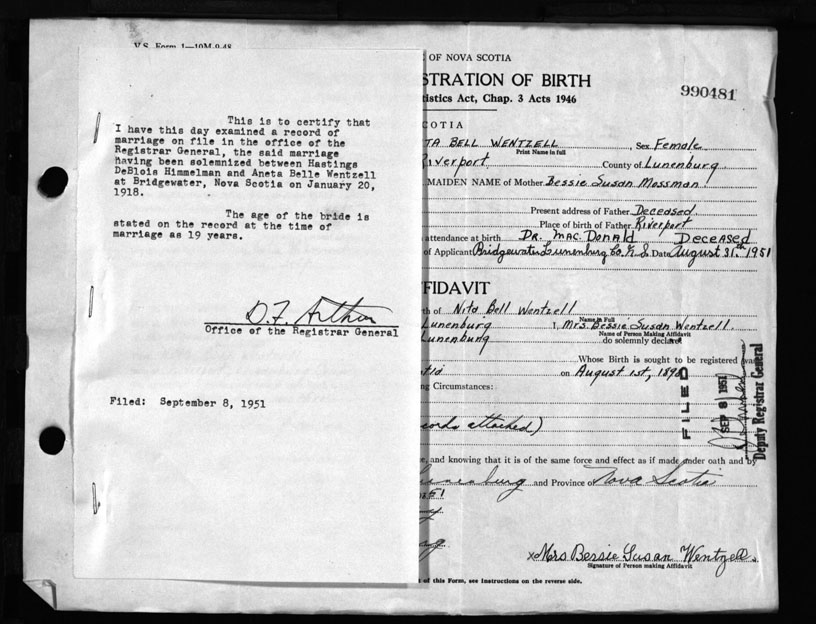 V.S. Form 1—10M-9-48
This is to certify that
I have this day examined a record of
marriage on file in the office of the
Registrar General, the said marriage
having been solemnized between Hastings
DeBlois Himmelman and Aneta Belle Wentzell
at Bridgewater, Nova Scotia on January 20,
1918.
The age of the bride is
stated on the record at the time of
marriage as 19 years.
D.F. Arthur
Office of the Registrar General
Filed: September 8, 1951
OF NOVA SCOTIA
STRATION OF BIRTH
tistics Act, Chap. 3 Acts 1946
990481
COTIA
TA BELL WENTZELL, Sex Female
Print Name in full
Riverport County of Lunenburg
MAIDEN NAME of Mother Bessie Susan Mossman
Present address of Father Deceased
Place of birth of Father Riverport
attendance at birth DR. MACDONALD DECEASED
of Applicant Bridgewater Lunenburg Co. N.S. Date August 31st 1951
FIDAVIT
th of Nita Bell Wentzell
Name in Full
Lunenburg I, Mrs. Bessie Susan Wentzell.
Name of Person Making Affidavit
Lunenburg do solemnly declare
Whose Birth is sought to be registered was
on August 1st,
ng Circumstances:
FILED
SEP 8 1951
Deputy Registrar General
cords attached)
e, and knowing that it is of the same force and effect as if made under oath and by
Lunenburg and Province of Nova Scotia
x Mrs Bessie Susan Wentzell.
Signature of Person making Affidavit
t of this Form, see Instructions on the reverse side.